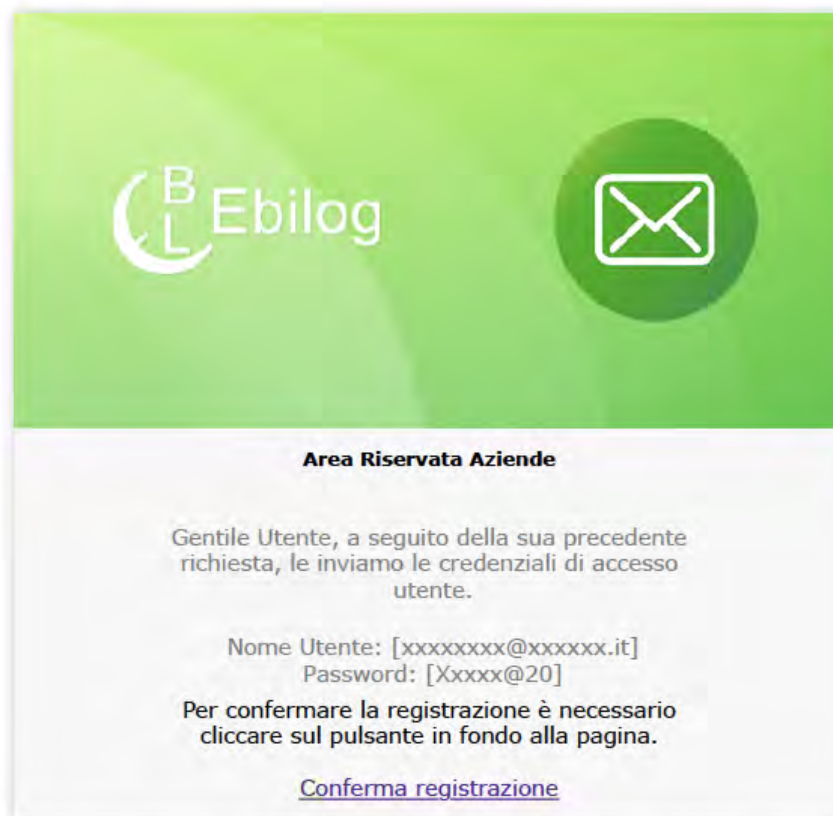 B
L Ebilog
Area Riservata Aziende
Gentile Utente, a seguito della sua precedente
richiesta, le inviamo le credenziali di accesso
utente.
Nome Utente: [xxxxxxxx@xxxxxx.it]
Password: [Xxxxx@20]
Per confermare la registrazione è necessario
cliccare sul pulsante in fondo alla pagina.
Conferma registrazione